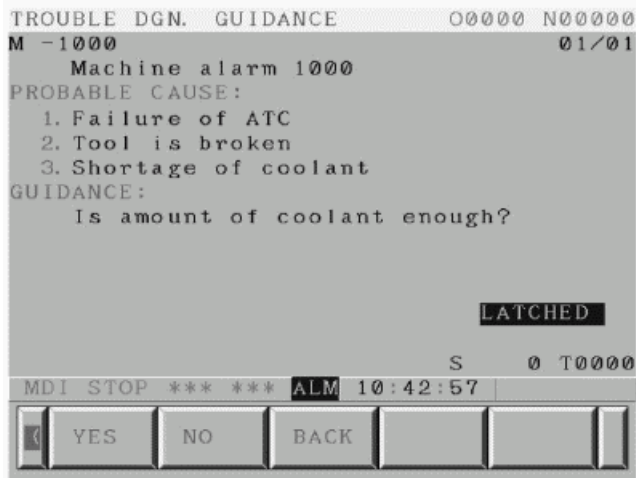 TROUBLE DGN. GUIDANCE O0000 N00000
M -1000 01/01
Machine alarm 1000
PROBABLE CAUSE:
1. Failure of ATC
2. Tool is broken
3. Shortage of coolant
GUIDANCE:
Is amount of coolant enough?
LATCHED
S 0 T0000
MDI STOP *** *** ALM 10:42:57
( YES NO BACK